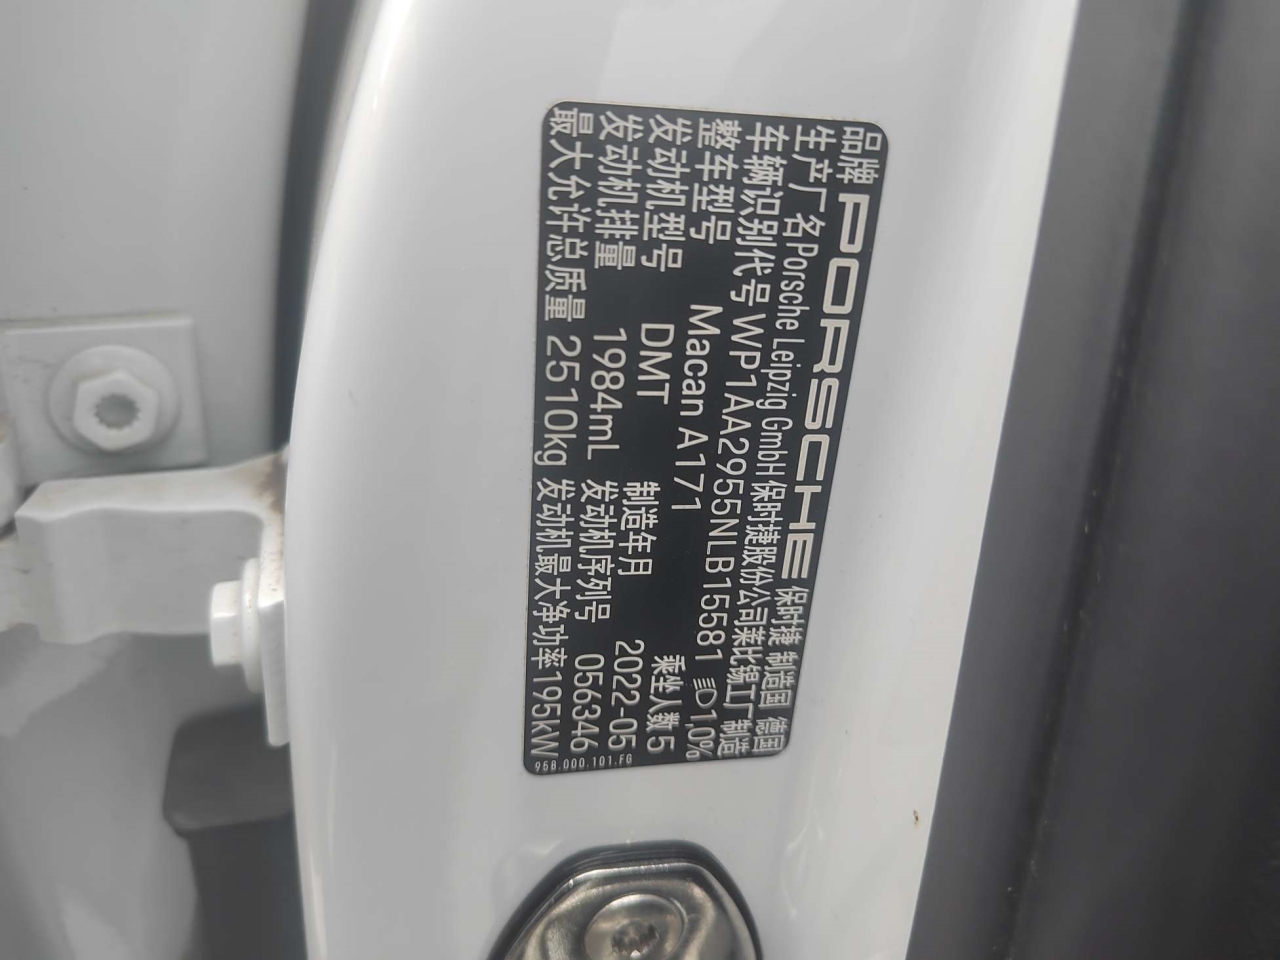 品牌 PORSCHE 保时捷 制造国 德国
生产厂名 Porsche Leipzig GmbH 保时捷股份公司莱比锡工厂 制造
车辆识别代号 WP1AA2955NLB15581 1,0%
整车型号 Macan A171 乘坐人数 5
发动机型号 DMT 制造年月 2022-05
发动机排量 1984mL 发动机序列号 056346
最大允许总质量 2510kg 发动机最大净功率195kW
95B.000.101.FG